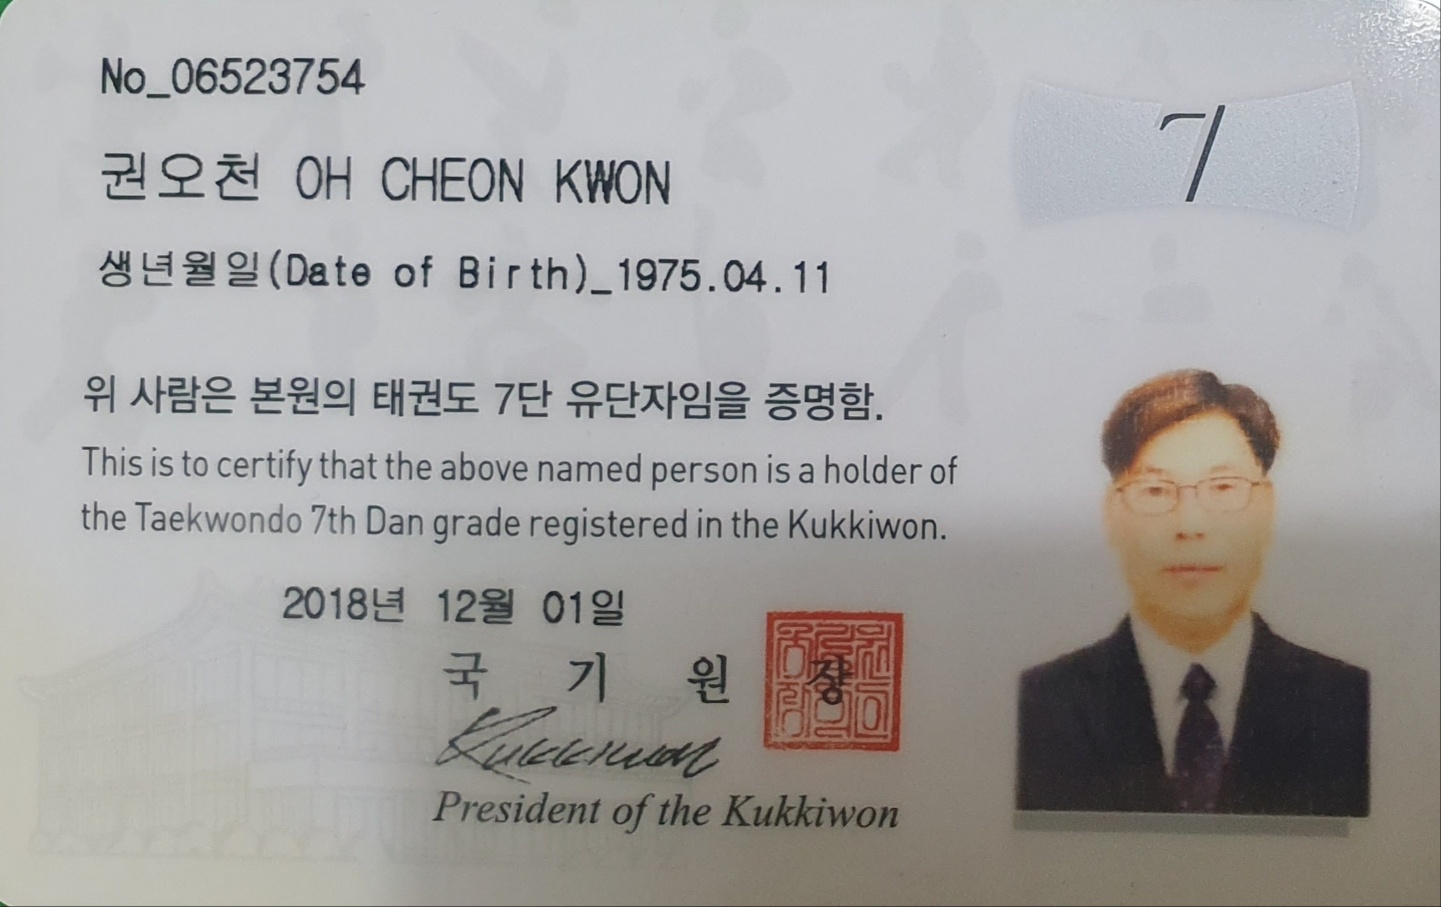 No_06523754
7
권오천 OH CHEON KWON
생년월일(Date of Birth)_1975.04.11
위 사람은 본원의 태권도 7단 유단자임을 증명함.
This is to certify that the above named person is a holder of
the Taekwondo 7th Dan grade registered in the Kukkiwon.
2018년 12월 01일
국 기 원 장
Kukkiwon
President of the Kukkiwon